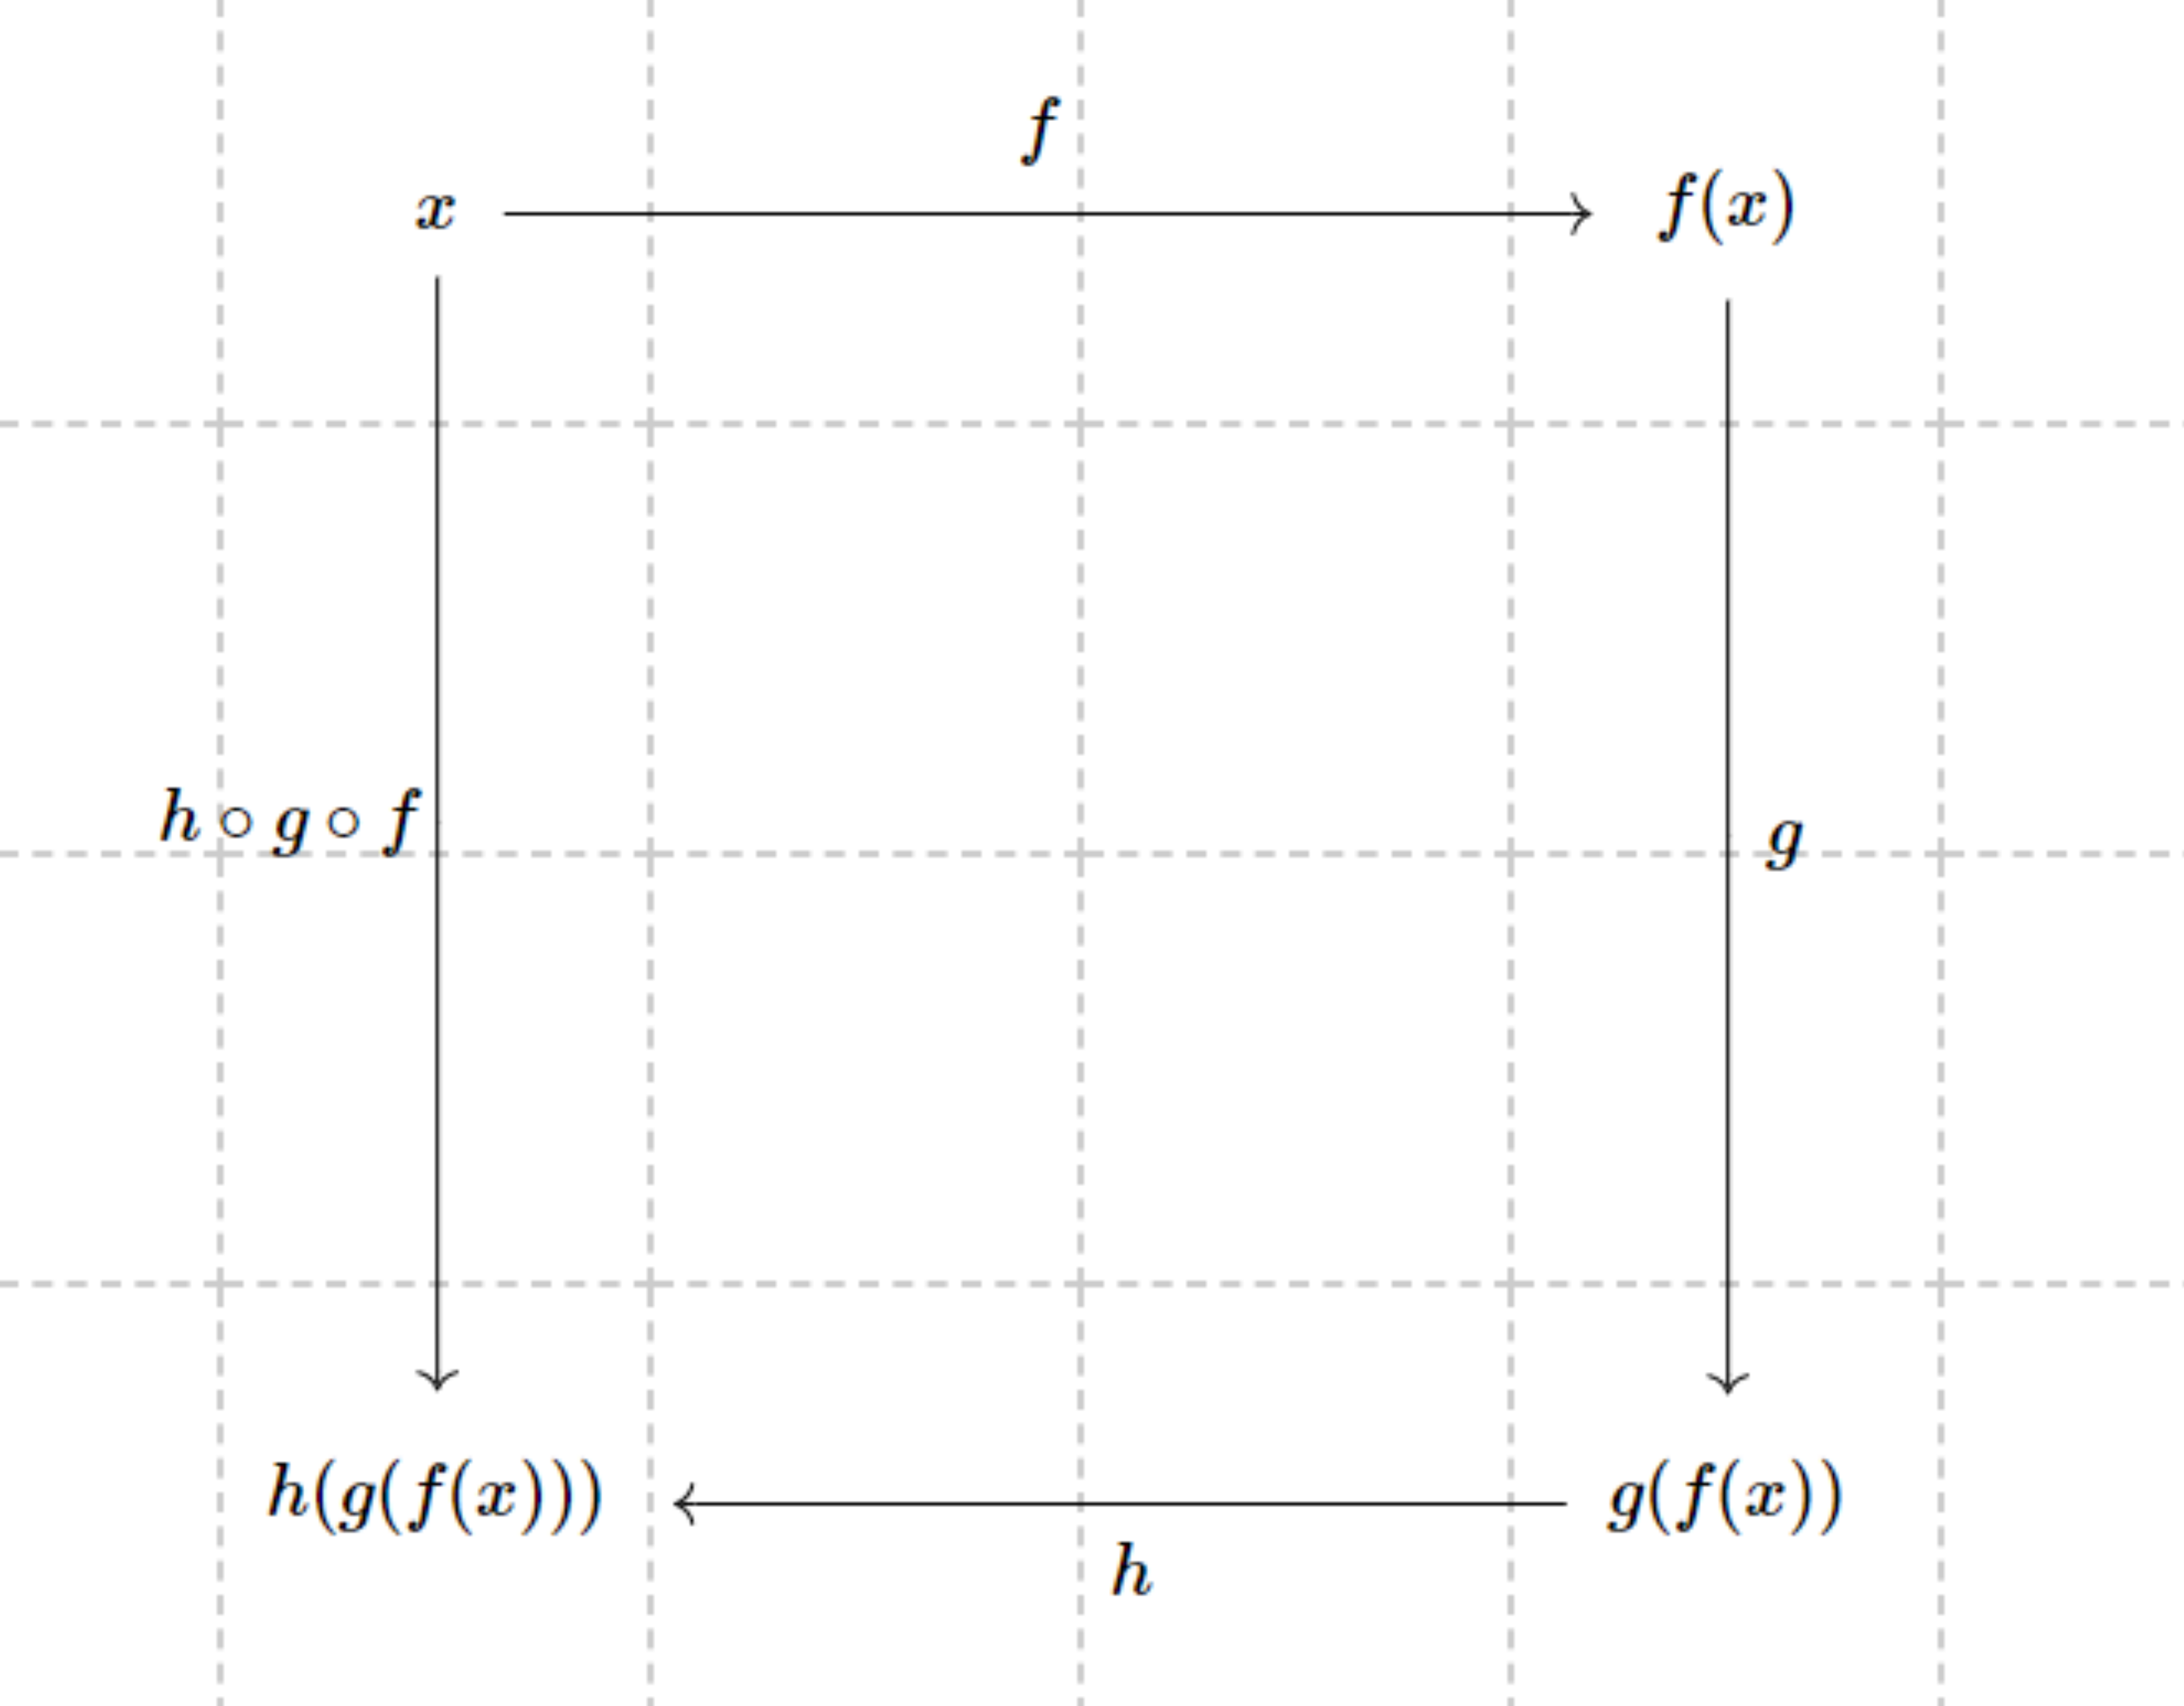 f
x f(x)
h ∘ g ∘ f g
h(g(f(x))) g(f(x))
h